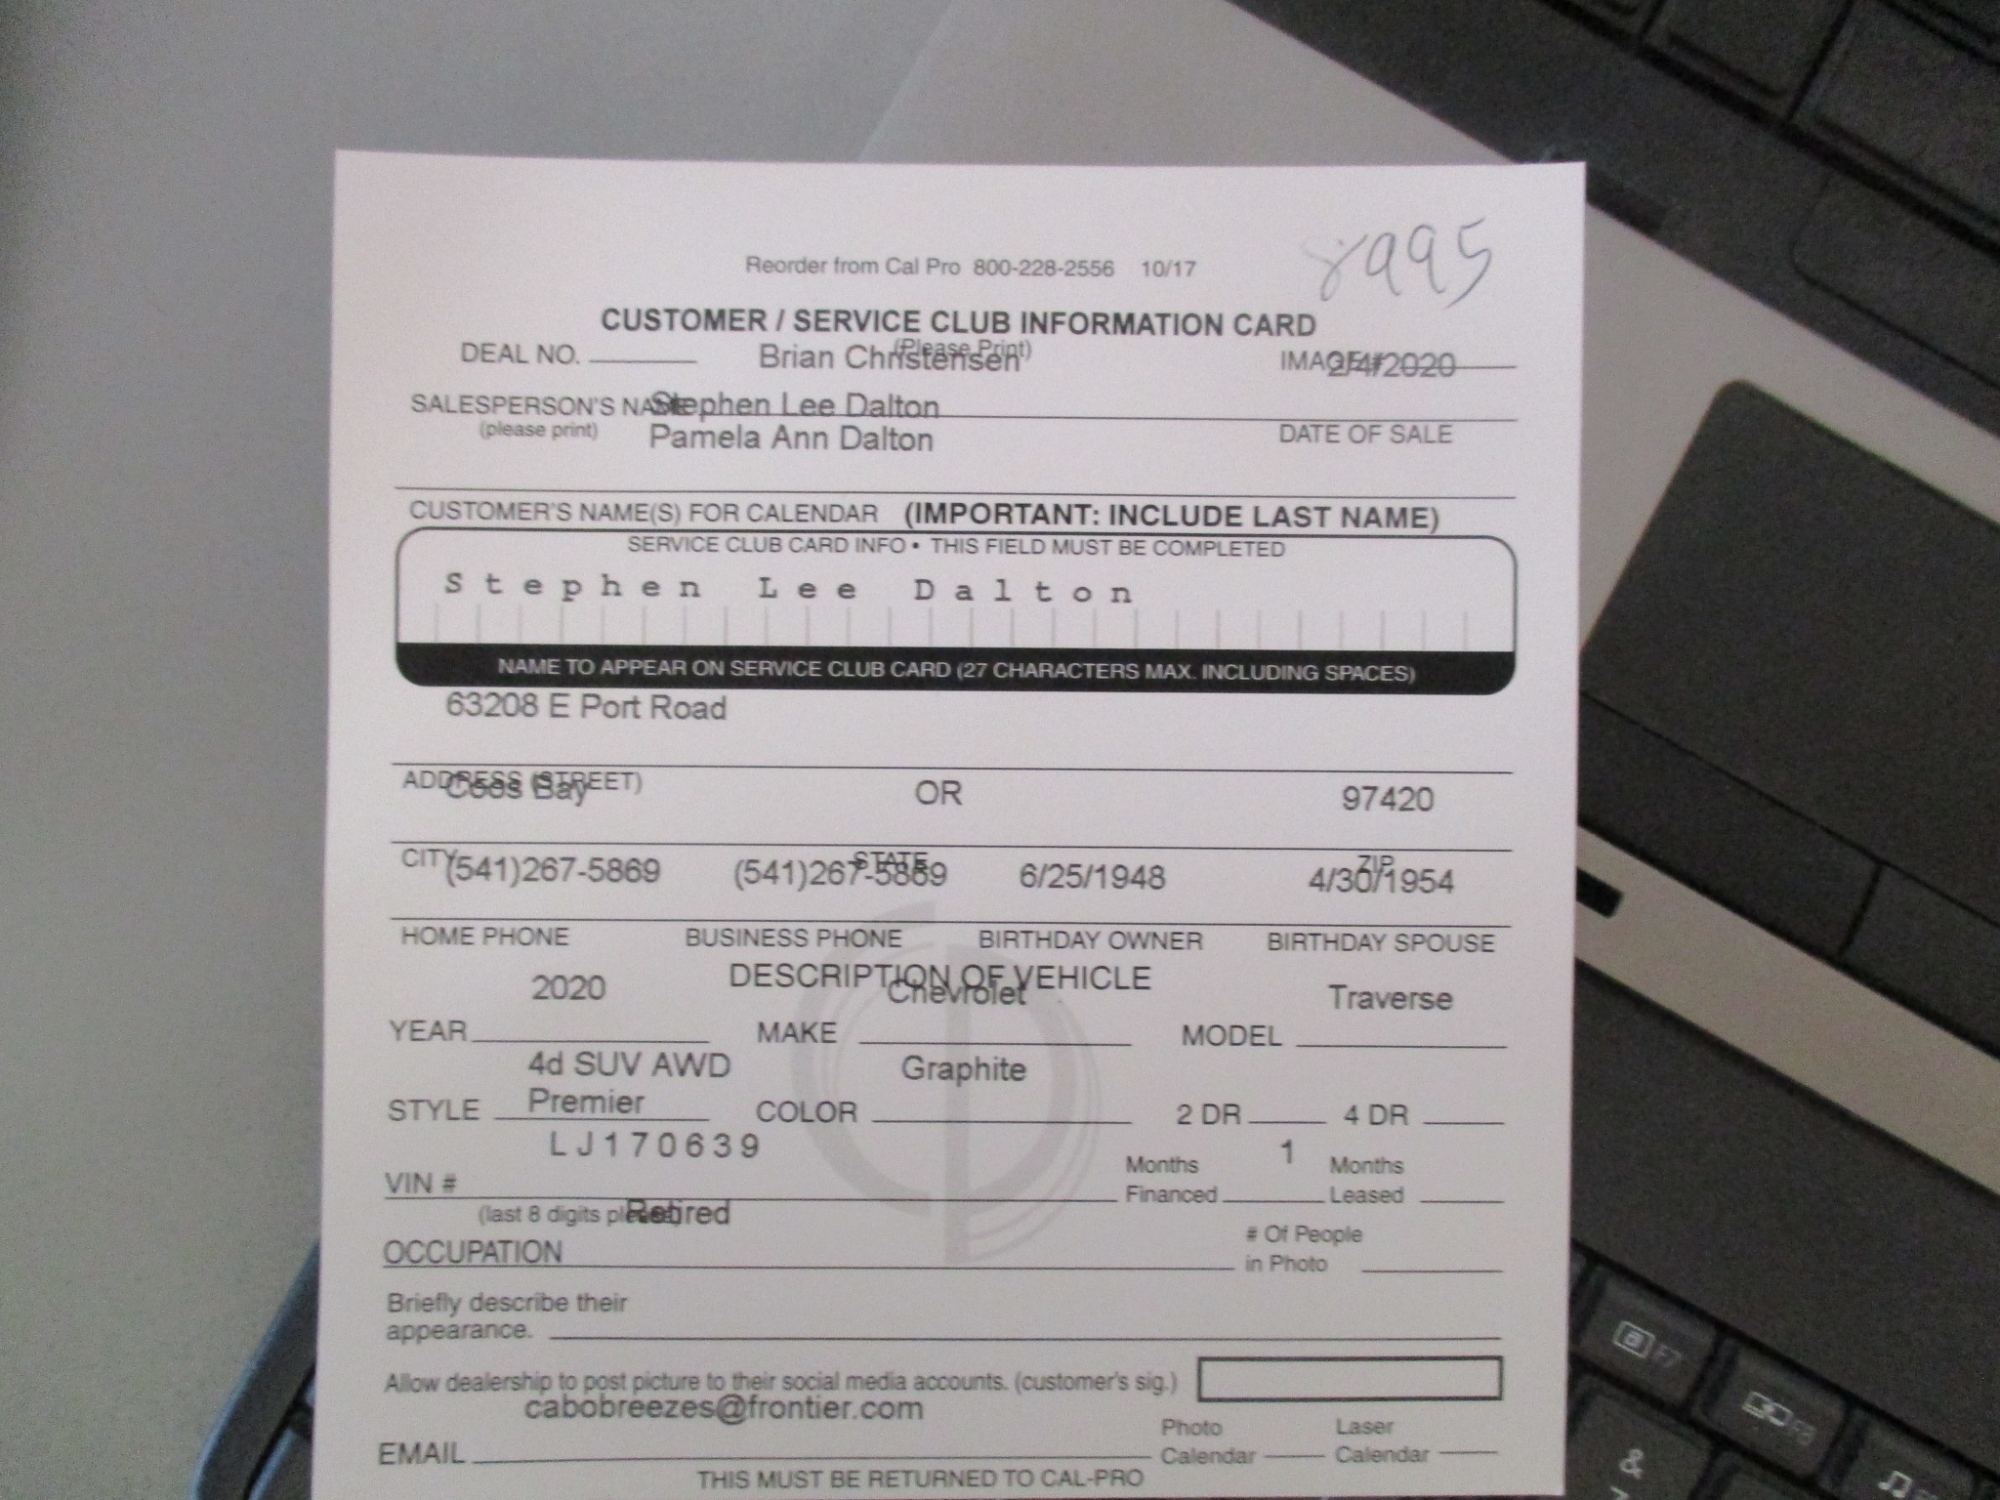 8995
Reorder from Cal Pro 800-228-2556 10/17
CUSTOMER / SERVICE CLUB INFORMATION CARD
(Please Print)
DEAL NO. Brian Christensen IMAGE # 2/4/2020
SALESPERSON'S NAME Stephen Lee Dalton
(please print) Pamela Ann Dalton DATE OF SALE
CUSTOMER'S NAME(S) FOR CALENDAR (IMPORTANT: INCLUDE LAST NAME)
SERVICE CLUB CARD INFO • THIS FIELD MUST BE COMPLETED
Stephen Lee Dalton
NAME TO APPEAR ON SERVICE CLUB CARD (27 CHARACTERS MAX. INCLUDING SPACES)
63208 E Port Road
ADDRESS (STREET)
Coos Bay OR 97420
CITY STATE ZIP
(541)267-5869 (541)267-5869 6/25/1948 4/30/1954
HOME PHONE BUSINESS PHONE BIRTHDAY OWNER BIRTHDAY SPOUSE
DESCRIPTION OF VEHICLE
2020 Chevrolet Traverse
YEAR MAKE MODEL
4d SUV AWD Graphite
STYLE Premier COLOR 2 DR 4 DR
LJ170639 1
VIN # Months Financed Months Leased
(last 8 digits please) Retired
OCCUPATION # Of People in Photo
Briefly describe their
appearance.
Allow dealership to post picture to their social media accounts. (customer's sig.)
cabobreezes@frontier.com
EMAIL Photo Calendar Laser Calendar
THIS MUST BE RETURNED TO CAL-PRO
F7
F8
&
7